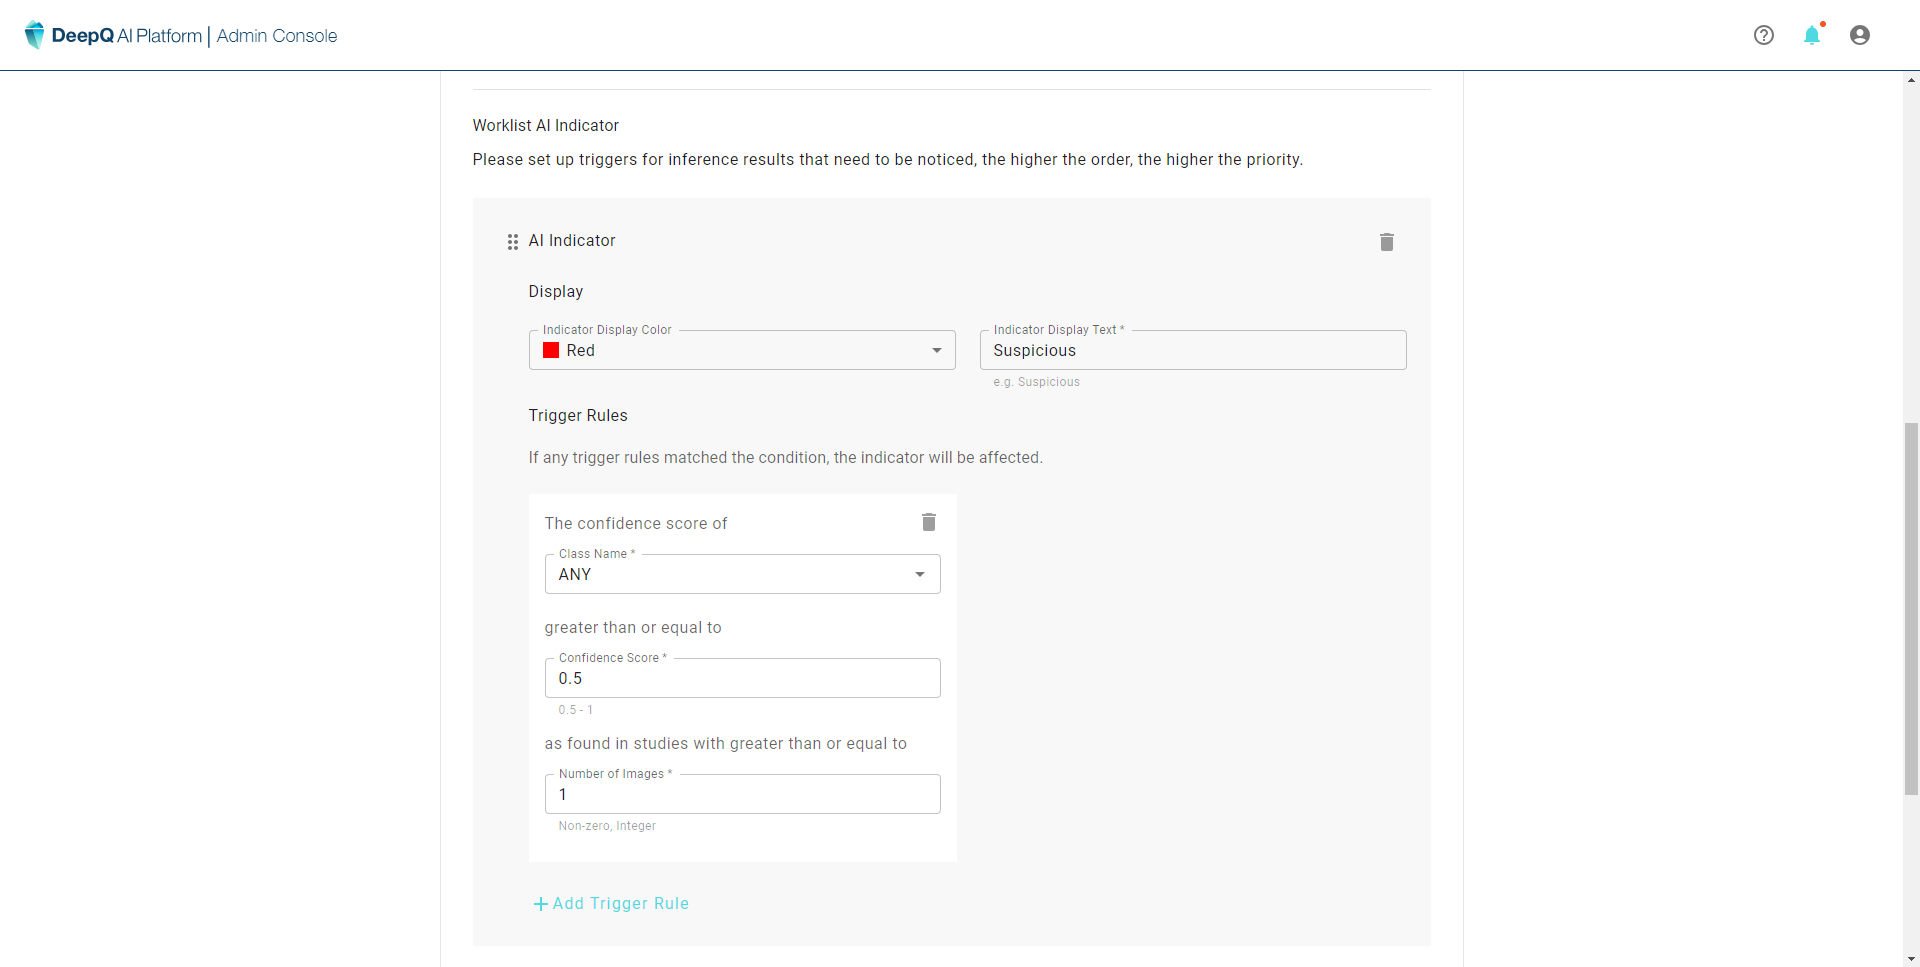 DeepQ AI Platform | Admin Console
Worklist AI Indicator
Please set up triggers for inference results that need to be noticed, the higher the order, the higher the priority.
AI Indicator
Display
Indicator Display Color
Red
Indicator Display Text *
Suspicious
e.g. Suspicious
Trigger Rules
If any trigger rules matched the condition, the indicator will be affected.
The confidence score of
Class Name *
ANY
greater than or equal to
Confidence Score *
0.5
0.5 - 1
as found in studies with greater than or equal to
Number of Images *
1
Non-zero, Integer
Add Trigger Rule